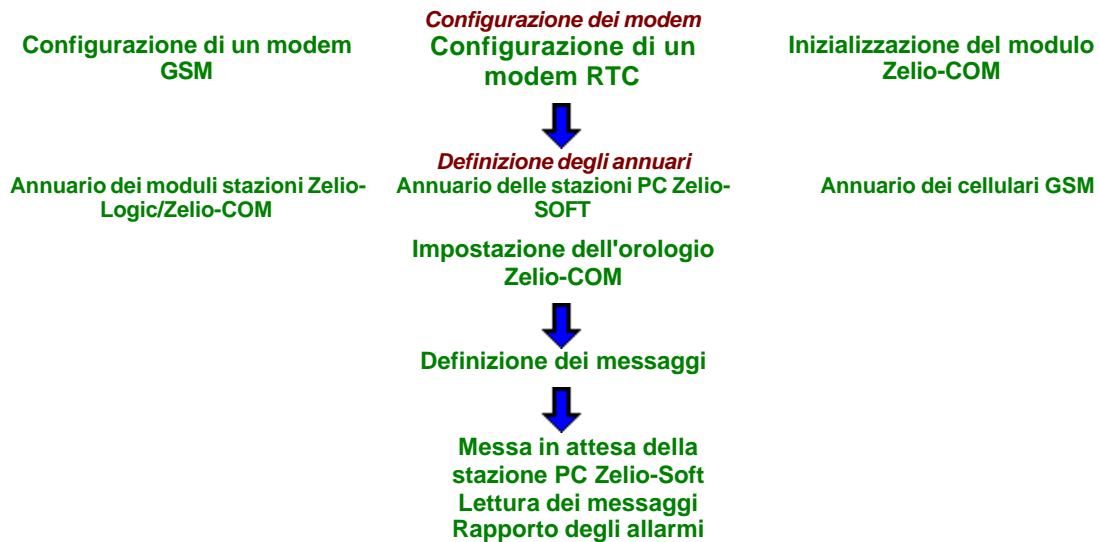 Configurazione dei modem
Configurazione di un modem
GSM
Configurazione di un
modem RTC
Inizializzazione del modulo
Zelio-COM
Definizione degli annuari
Annuario dei moduli stazioni Zelio-
Logic/Zelio-COM
Annuario delle stazioni PC Zelio-
SOFT
Annuario dei cellulari GSM
Impostazione dell'orologio
Zelio-COM
Definizione dei messaggi
Messa in attesa della
stazione PC Zelio-Soft
Lettura dei messaggi
Rapporto degli allarmi